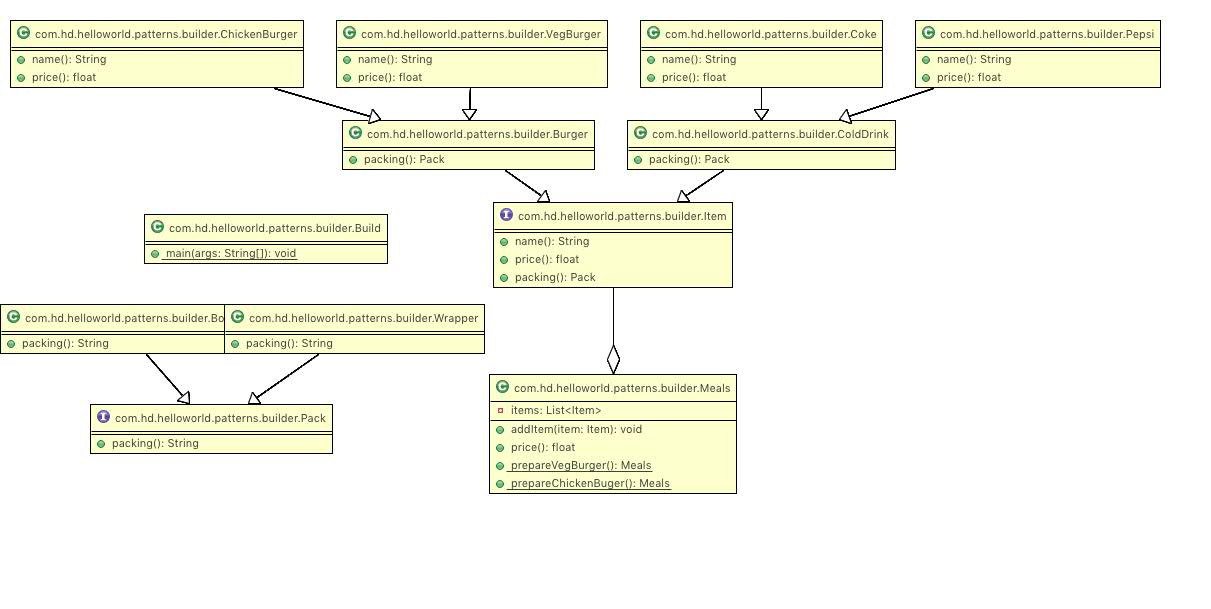 C com.hd.helloworld.patterns.builder.ChickenBurger
name(): String
price(): float
C com.hd.helloworld.patterns.builder.VegBurger
name(): String
price(): float
C com.hd.helloworld.patterns.builder.Coke
name(): String
price(): float
C com.hd.helloworld.patterns.builder.Pepsi
name(): String
price(): float
C com.hd.helloworld.patterns.builder.Burger
packing(): Pack
C com.hd.helloworld.patterns.builder.ColdDrink
packing(): Pack
I com.hd.helloworld.patterns.builder.Item
name(): String
price(): float
packing(): Pack
C com.hd.helloworld.patterns.builder.Build
main(args: String[]): void
C com.hd.helloworld.patterns.builder.Bo
packing(): String
C com.hd.helloworld.patterns.builder.Wrapper
packing(): String
I com.hd.helloworld.patterns.builder.Pack
packing(): String
C com.hd.helloworld.patterns.builder.Meals
items: List<Item>
addItem(item: Item): void
price(): float
prepareVegBurger(): Meals
prepareChickenBuger(): Meals